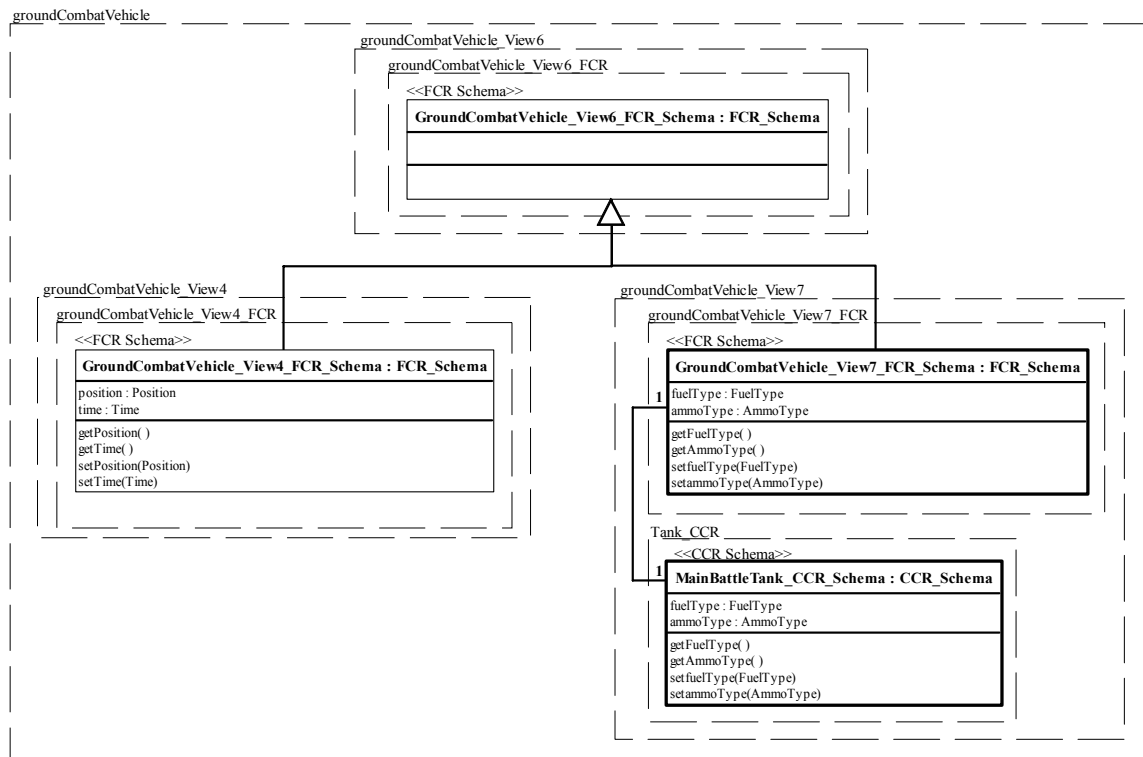 groundCombatVehicle
groundCombatVehicle_View6
groundCombatVehicle_View6_FCR
<<FCR Schema>>
GroundCombatVehicle_View6_FCR_Schema : FCR_Schema
groundCombatVehicle_View4
groundCombatVehicle_View4_FCR
<<FCR Schema>>
GroundCombatVehicle_View4_FCR_Schema : FCR_Schema
position : Position
time : Time
getPosition( )
getTime( )
setPosition(Position)
setTime(Time)
groundCombatVehicle_View7
groundCombatVehicle_View7_FCR
<<FCR Schema>>
GroundCombatVehicle_View7_FCR_Schema : FCR_Schema
1
fuelType : FuelType
ammoType : AmmoType
getFuelType( )
getAmmoType( )
setfuelType(FuelType)
setammoType(AmmoType)
Tank_CCR
<<CCR Schema>>
1
MainBattleTank_CCR_Schema : CCR_Schema
fuelType : FuelType
ammoType : AmmoType
getFuelType( )
getAmmoType( )
setfuelType(FuelType)
setammoType(AmmoType)